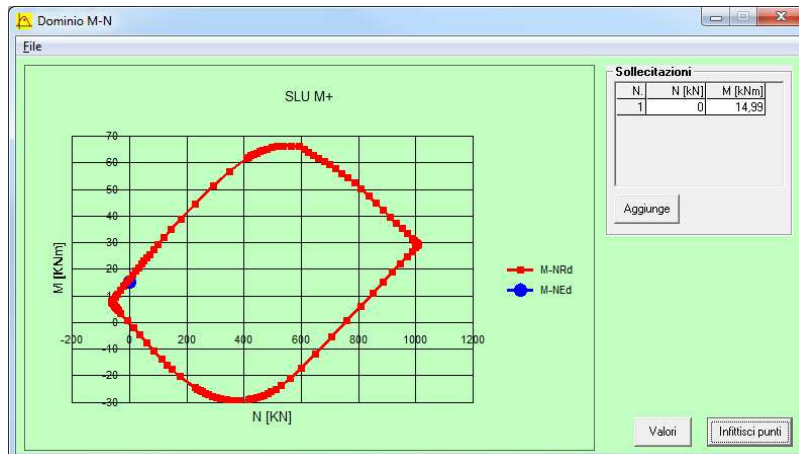 Dominio M-N
File
SLU M+
M [KNm]
70
60
50
40
30
20
10
0
-10
-20
-30
-200
0
200
400
600
800
1000
1200
N [KN]
M-NRd
M-NEd
Sollecitazioni
N. N [kN] M [kNm]
1 0 14,99
Aggiunge
Valori
Infittisci punti